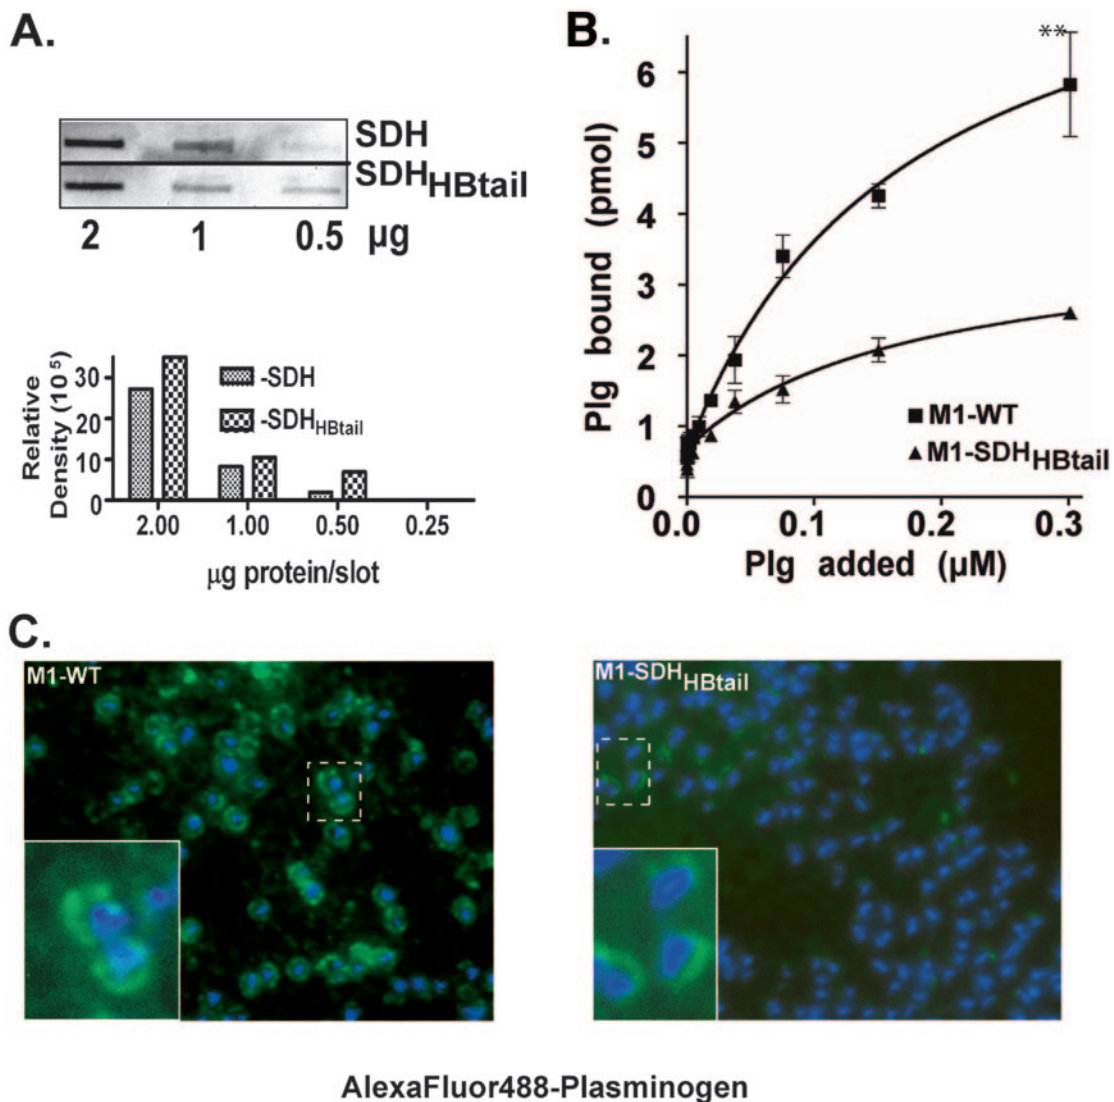 A.
SDH
SDHHBtail
2 1 0.5 µg
Relative Density (10 5)
30
20
10
0
-SDH
-SDHHBtail
2.00 1.00 0.50 0.25
µg protein/slot
B.
**
Plg bound (pmol)
6
5
4
3
2
1
0
M1-WT
M1-SDHHBtail
0.0 0.1 0.2 0.3
Plg added (µM)
C.
M1-WT
M1-SDHHBtail
AlexaFluor488-Plasminogen